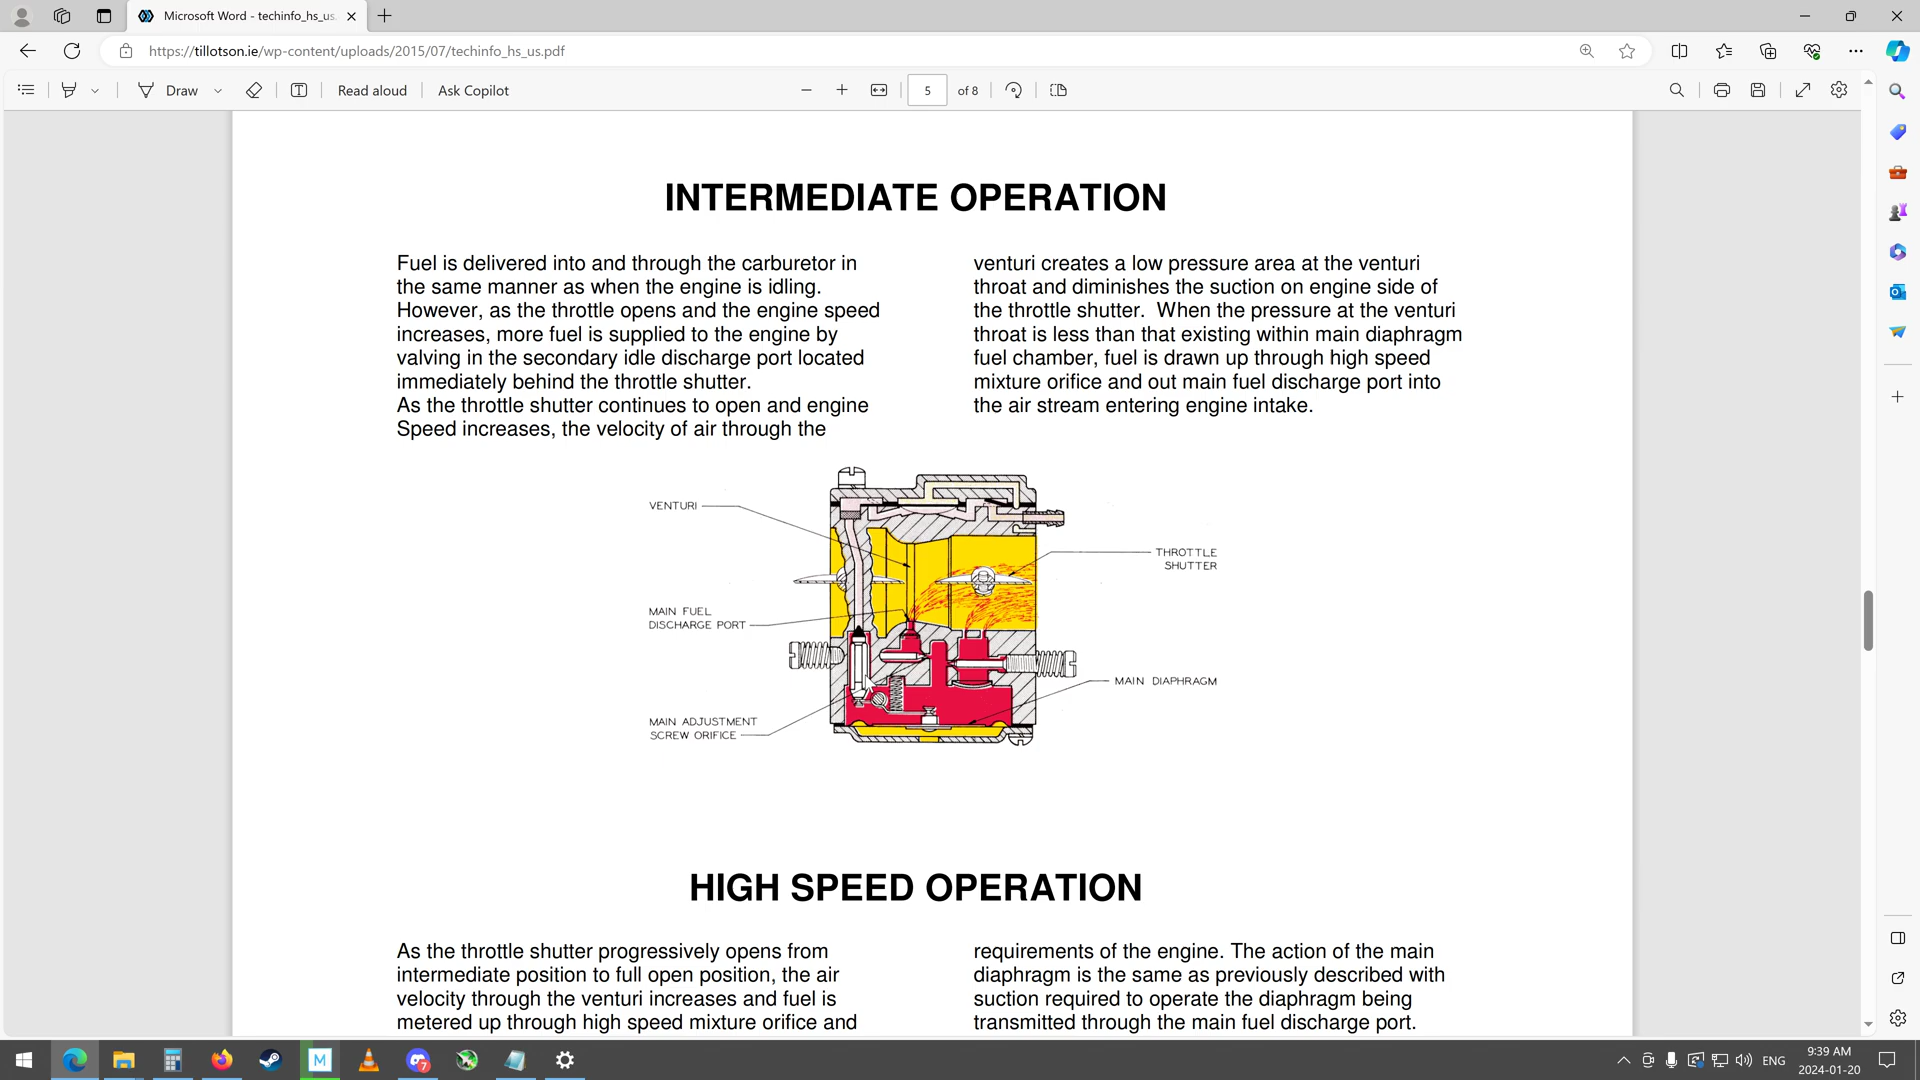 Microsoft Word - techinfo_hs_us.
https://tillotson.ie/wp-content/uploads/2015/07/techinfo_hs_us.pdf
Draw
Read aloud
Ask Copilot
5
of 8
INTERMEDIATE OPERATION
Fuel is delivered into and through the carburetor in
the same manner as when the engine is idling.
However, as the throttle opens and the engine speed
increases, more fuel is supplied to the engine by
valving in the secondary idle discharge port located
immediately behind the throttle shutter.
As the throttle shutter continues to open and engine
Speed increases, the velocity of air through the
venturi creates a low pressure area at the venturi
throat and diminishes the suction on engine side of
the throttle shutter.  When the pressure at the venturi
throat is less than that existing within main diaphragm
fuel chamber, fuel is drawn up through high speed
mixture orifice and out main fuel discharge port into
the air stream entering engine intake.
VENTURI
THROTTLE
SHUTTER
MAIN FUEL
DISCHARGE PORT
MAIN DIAPHRAGM
MAIN ADJUSTMENT
SCREW ORIFICE
HIGH SPEED OPERATION
As the throttle shutter progressively opens from
intermediate position to full open position, the air
velocity through the venturi increases and fuel is
metered up through high speed mixture orifice and
requirements of the engine. The action of the main
diaphragm is the same as previously described with
suction required to operate the diaphragm being
transmitted through the main fuel discharge port.
M
7
ENG
9:39 AM
2024-01-20